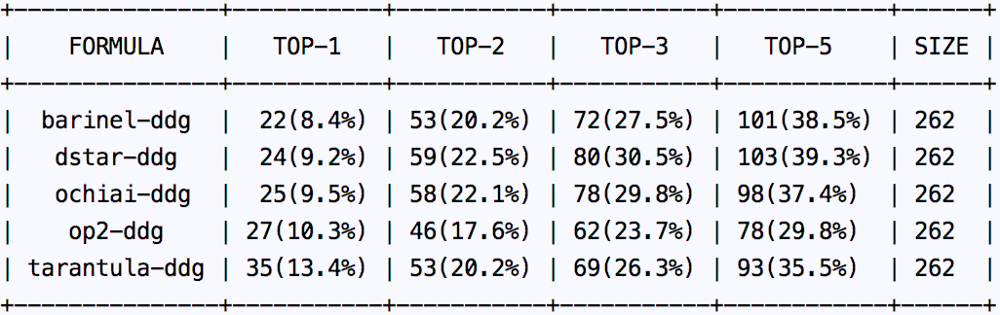 +---------------+-----------+-----------+-----------+------------+------+
|    FORMULA    |   TOP-1   |   TOP-2   |   TOP-3   |   TOP-5    | SIZE |
+---------------+-----------+-----------+-----------+------------+------+
|  barinel-ddg  |  22(8.4%) | 53(20.2%) | 72(27.5%) | 101(38.5%) | 262  |
|   dstar-ddg   |  24(9.2%) | 59(22.5%) | 80(30.5%) | 103(39.3%) | 262  |
|   ochiai-ddg  |  25(9.5%) | 58(22.1%) | 78(29.8%) | 98(37.4%)  | 262  |
|    op2-ddg    | 27(10.3%) | 46(17.6%) | 62(23.7%) | 78(29.8%)  | 262  |
| tarantula-ddg | 35(13.4%) | 53(20.2%) | 69(26.3%) | 93(35.5%)  | 262  |
+---------------+-----------+-----------+-----------+------------+------+